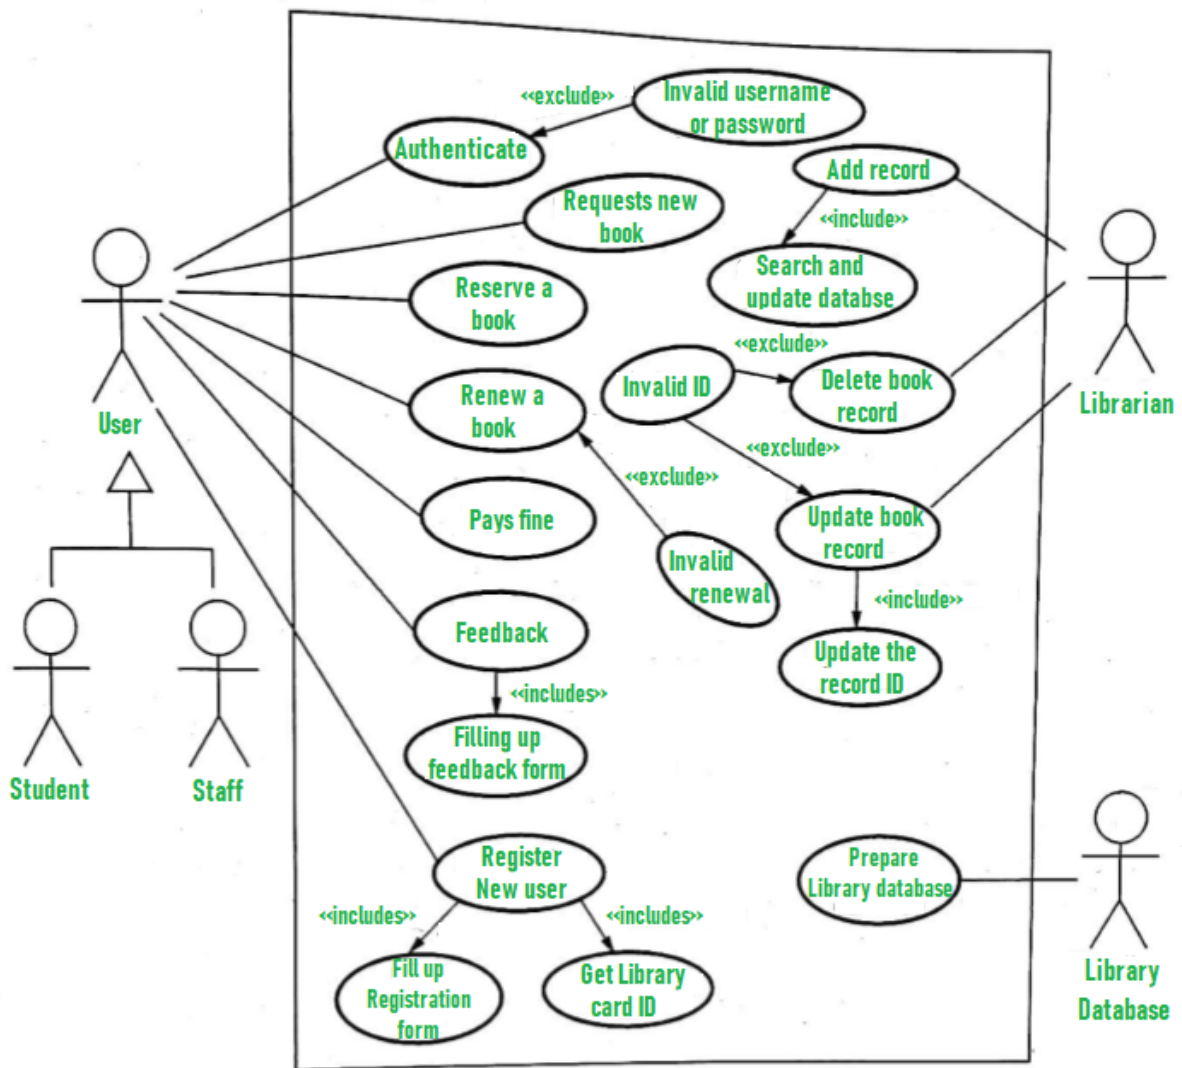 «exclude»
Invalid username
or password
Authenticate
Add record
Requests new
book
«include»
Search and
update databse
Reserve a
book
«exclude»
Invalid ID
Delete book
record
Renew a
book
User
Librarian
«exclude»
«exclude»
Pays fine
Update book
record
Invalid
renewal
«include»
Feedback
Update the
record ID
«includes»
Filling up
feedback form
Student
Staff
Register
New user
Prepare
Library database
«includes»
«includes»
Fill up
Registration
form
Get Library
card ID
Library
Database